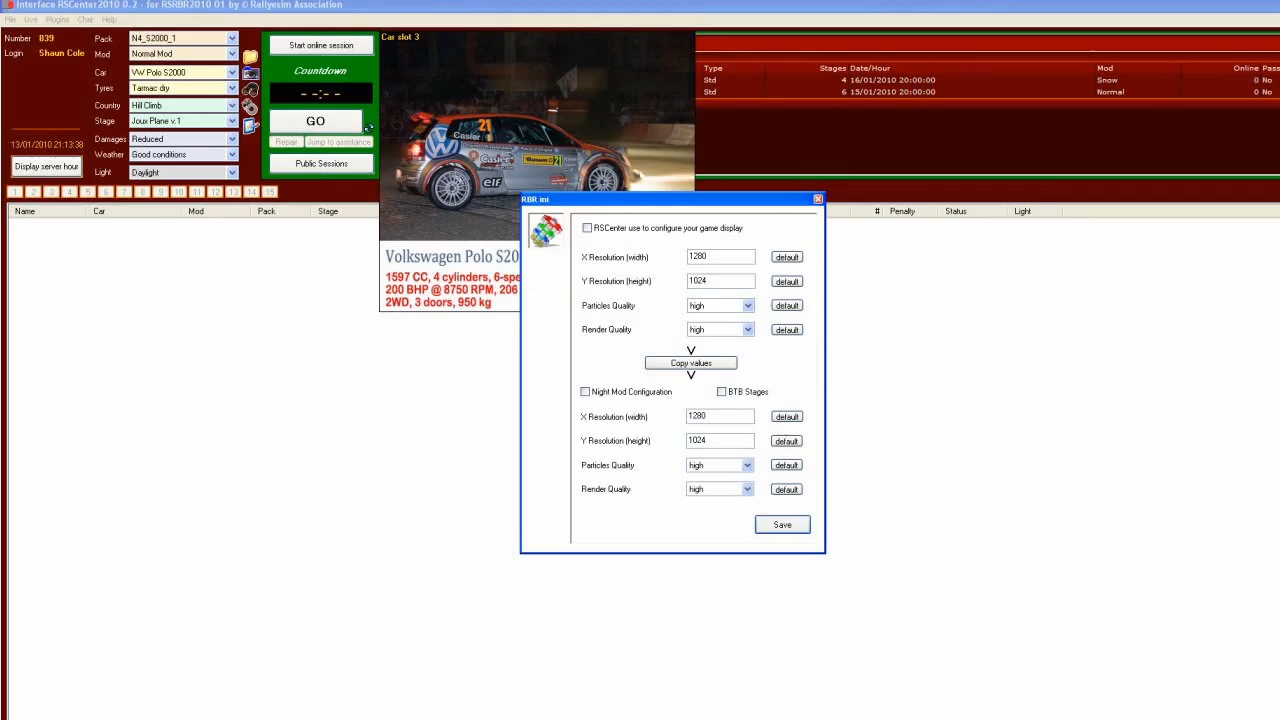 Interface RSCenter2010 0.2 - for RSRBR2010 01 by © Rallyesim Association
File Live Plugins Chat Help
Number 839
Login Shaun Cole
13/01/2010 21:13:38
Display server hour
Pack N4_S2000_1
Mod Normal Mod
Car VW Polo S2000
Tyres Tarmac dry
Country Hill Climb
Stage Joux Plane v.1
Damages Reduced
Weather Good conditions
Light Daylight
Start online session
Countdown
--:--
GO
Repair Jump to assistance
Public Sessions
Car slot 3
21
Casier
Casier
elf
21
Volkswagen Polo S20
1597 CC, 4 cylinders, 6-spe
200 BHP @ 8750 RPM, 206
2WD, 3 doors, 950 kg
Type Stages Date/Hour Mod Online Pass
Std 4 16/01/2010 20:00:00 Snow 0 No
Std 6 15/01/2010 20:00:00 Normal 0 No
1 2 3 4 5 6 7 8 9 10 11 12 13 14 15
Name Car Mod Pack Stage # Penalty Status Light
RBR ini
RSCenter use to configure your game display
X Resolution (width) 1280 default
Y Resolution (height) 1024 default
Particles Quality high default
Render Quality high default
V
Copy values
V
Night Mod Configuration BTB Stages
X Resolution (width) 1280 default
Y Resolution (height) 1024 default
Particles Quality high default
Render Quality high default
Save